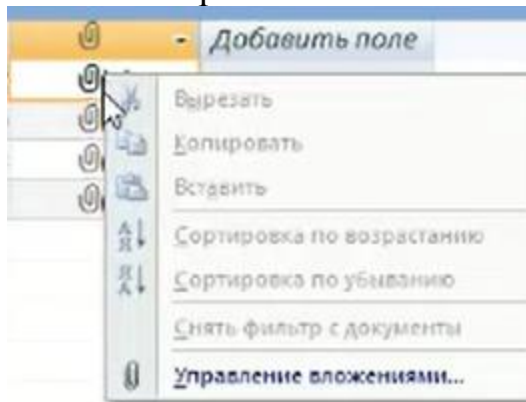 Добавить поле
Вырезать
Копировать
Вставить
Сортировка по возрастанию
Сортировка по убыванию
Снять фильтр с документы
Управление вложениями...